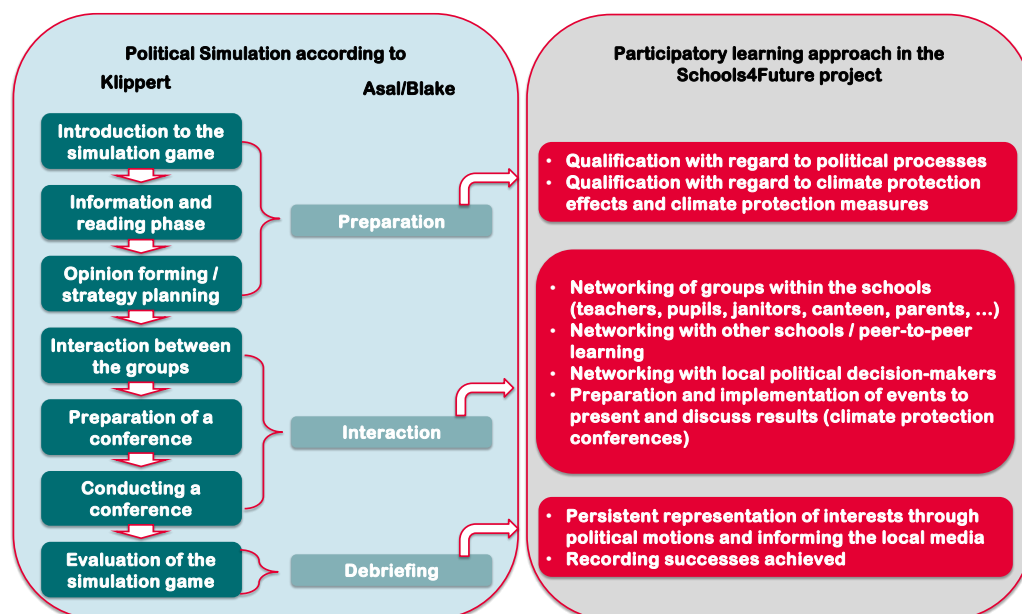 Political Simulation according to
Klippert
Asal/Blake
Introduction to the
simulation game
Information and
reading phase
Opinion forming /
strategy planning
Interaction between
the groups
Preparation of a
conference
Conducting a
conference
Evaluation of the
simulation game
Preparation
Interaction
Debriefing
Participatory learning approach in the
Schools4Future project
• Qualification with regard to political processes
• Qualification with regard to climate protection
effects and climate protection measures
• Networking of groups within the schools
(teachers, pupils, janitors, canteen, parents, ...)
• Networking with other schools / peer-to-peer
learning
• Networking with local political decision-makers
• Preparation and implementation of events to
present and discuss results (climate protection
conferences)
• Persistent representation of interests through
political motions and informing the local media
• Recording successes achieved